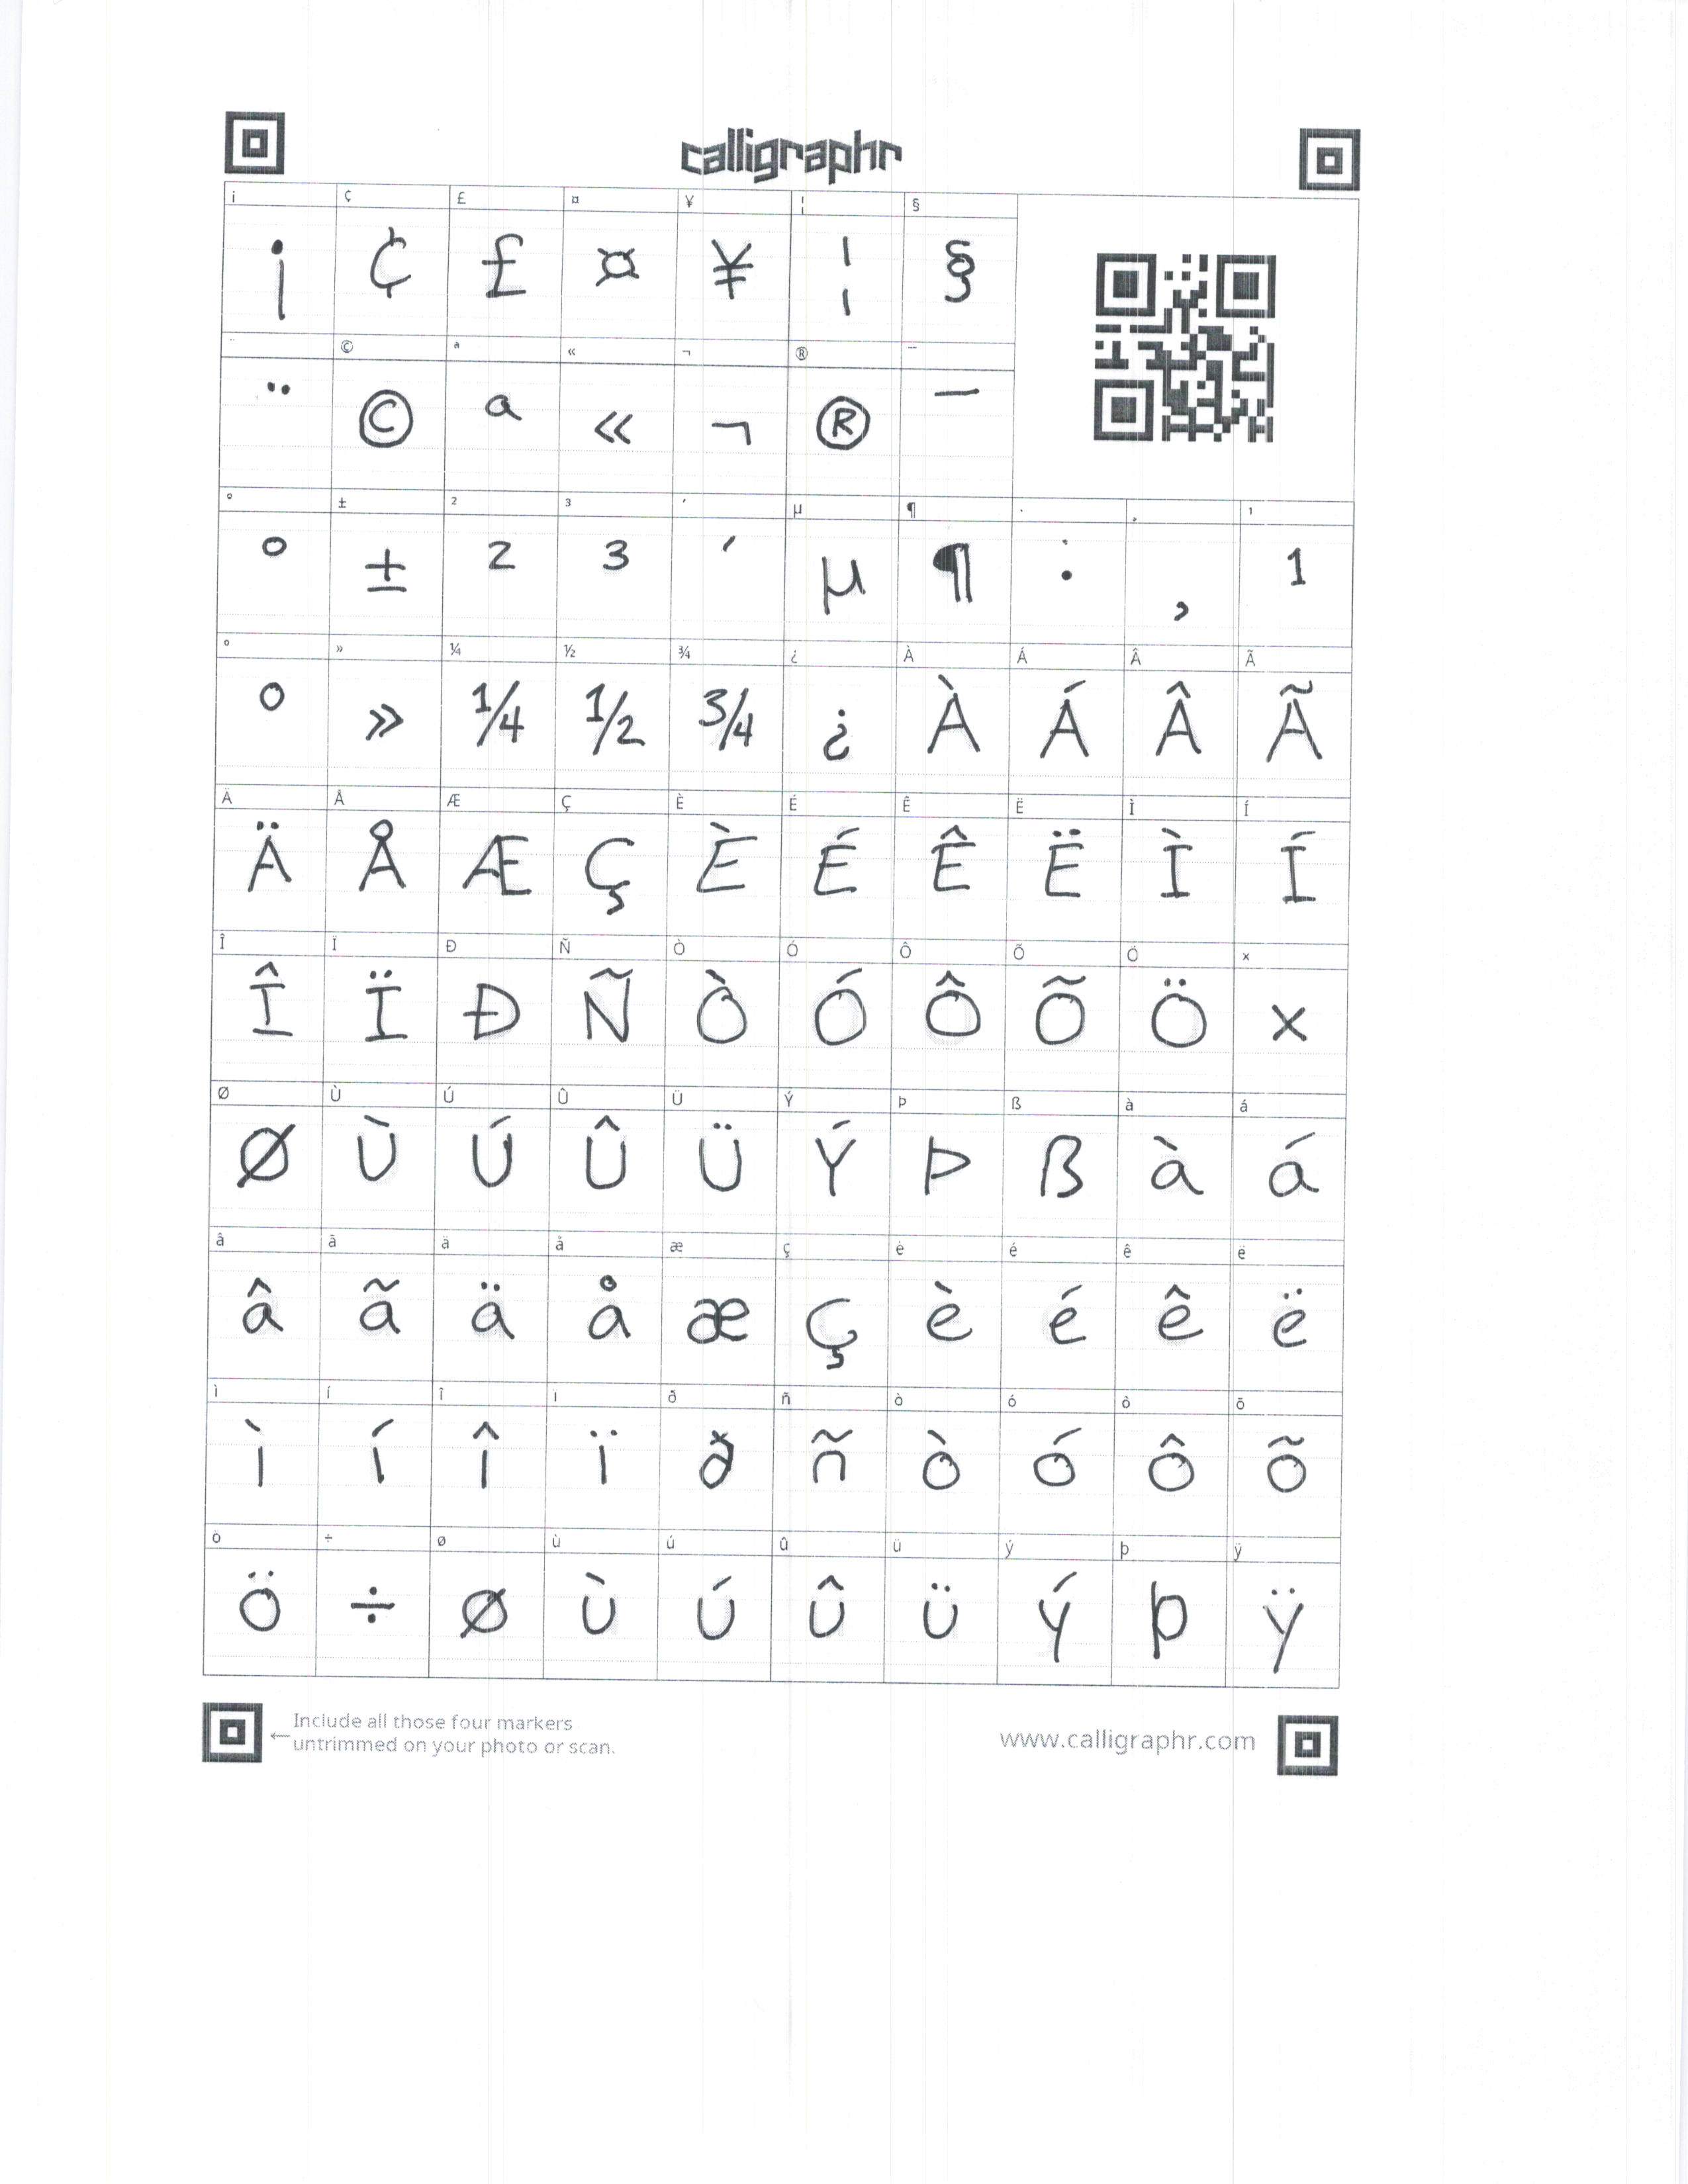 calligraphr
¡ ¢ £ ¤ ¥ ¦ §
¡ ¢ £ ¤ ¥ ¦ §
¨ © ª « ¬ ® ¯
¨ © ª « ¬ ® ¯
° ± 2 3 ´ µ ¶ · ¸ 1
° ± 2 3 ´ µ ¶ : ¸ 1
º » ¼ ½ ¾ ¿ À Á Â Ã
º » 1/4 1/2 3/4 ¿ À Á Â Ã
Ä Å Æ Ç È É Ê Ë Ì Í
Ä Å Æ Ç È É Ê Ë Ì Í
Î Ï Ð Ñ Ò Ó Ô Õ Ö ×
Î Ï Ð Ñ Ò Ó Ô Õ Ö ×
Ø Ù Ú Û Ü Ý Þ ß à á
Ø Ù Ú Û Ü Ý Þ ß à á
â ã ä å æ ç è é ê ë
â ã ä å æ ç è é ê ë
ì í î ï ð ñ ò ó ô õ
ì í î ï ð ñ ò ó ô õ
ö ÷ ø ù ú û ü ý þ ÿ
ö ÷ ø ù ú û ü ý þ ÿ
←Include all those four markers
untrimmed on your photo or scan.
www.calligraphr.com